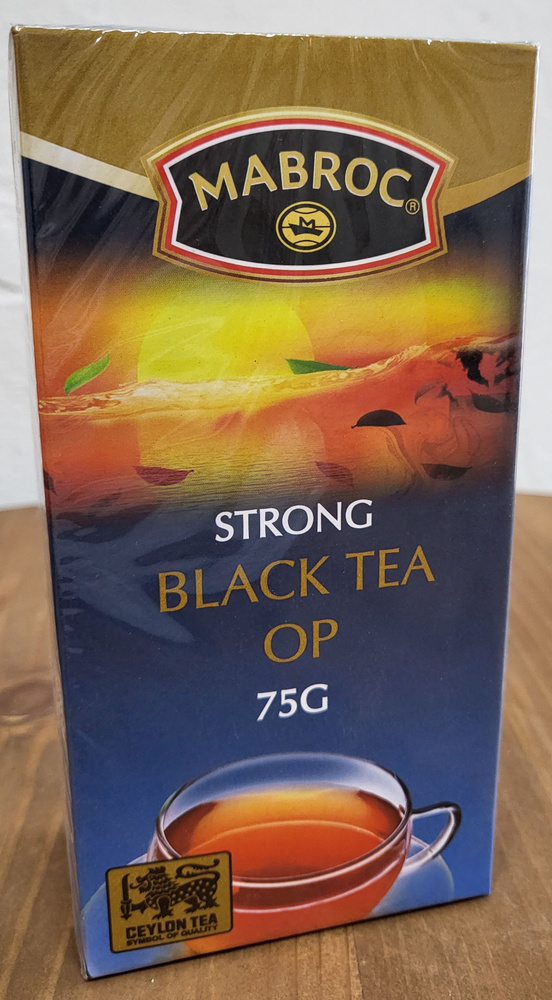 MABROC®
M
STRONG
BLACK TEA
OP
75G
CEYLON TEA
SYMBOL OF QUALITY